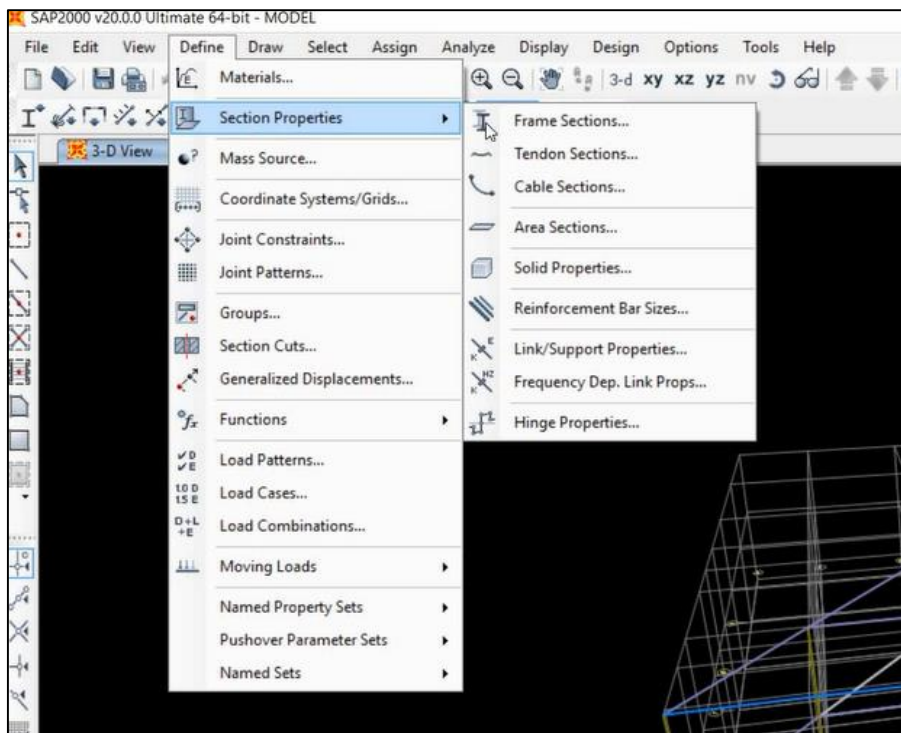 SAP2000 v20.0.0 Ultimate 64-bit - MODEL
File Edit View Define Draw Select Assign Analyze Display Design Options Tools Help
3-d xy xz yz nv
3-D View
Materials...
Section Properties
Mass Source...
Coordinate Systems/Grids...
Joint Constraints...
Joint Patterns...
Groups...
Section Cuts...
Generalized Displacements...
Functions
Load Patterns...
Load Cases...
Load Combinations...
Moving Loads
Named Property Sets
Pushover Parameter Sets
Named Sets
Frame Sections...
Tendon Sections...
Cable Sections...
Area Sections...
Solid Properties...
Reinforcement Bar Sizes...
Link/Support Properties...
Frequency Dep. Link Props...
Hinge Properties...